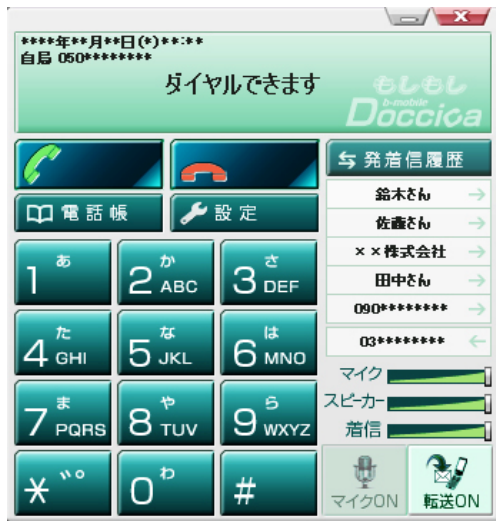 ****年**月**日(*)**:**
自局 050********
ダイヤルできます
もしもし
b-mobile
Doccica
発着信履歴
電話帳
設定
鈴木さん
佐藤さん
××株式会社
田中さん
090********
03********
1 あ
2 か ABC
3 さ DEF
4 た GHI
5 な JKL
6 は MNO
7 ま PQRS
8 や TUV
9 ら WXYZ
* ゛゜
0 わ
#
マイク
スピーカー
着信
マイクON
転送ON